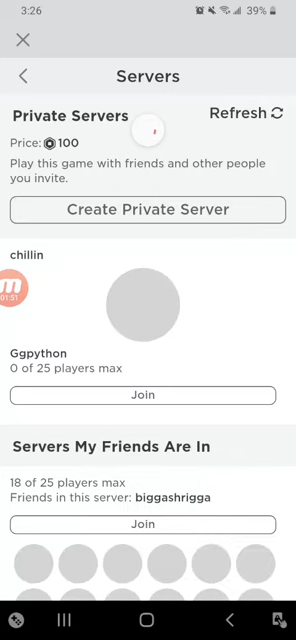 3:26
39%
Servers
Private Servers
Refresh
Price: 100
Play this game with friends and other people
you invite.
Create Private Server
chillin
01:51
Ggpython
0 of 25 players max
Join
Servers My Friends Are In
18 of 25 players max
Friends in this server: biggashrigga
Join